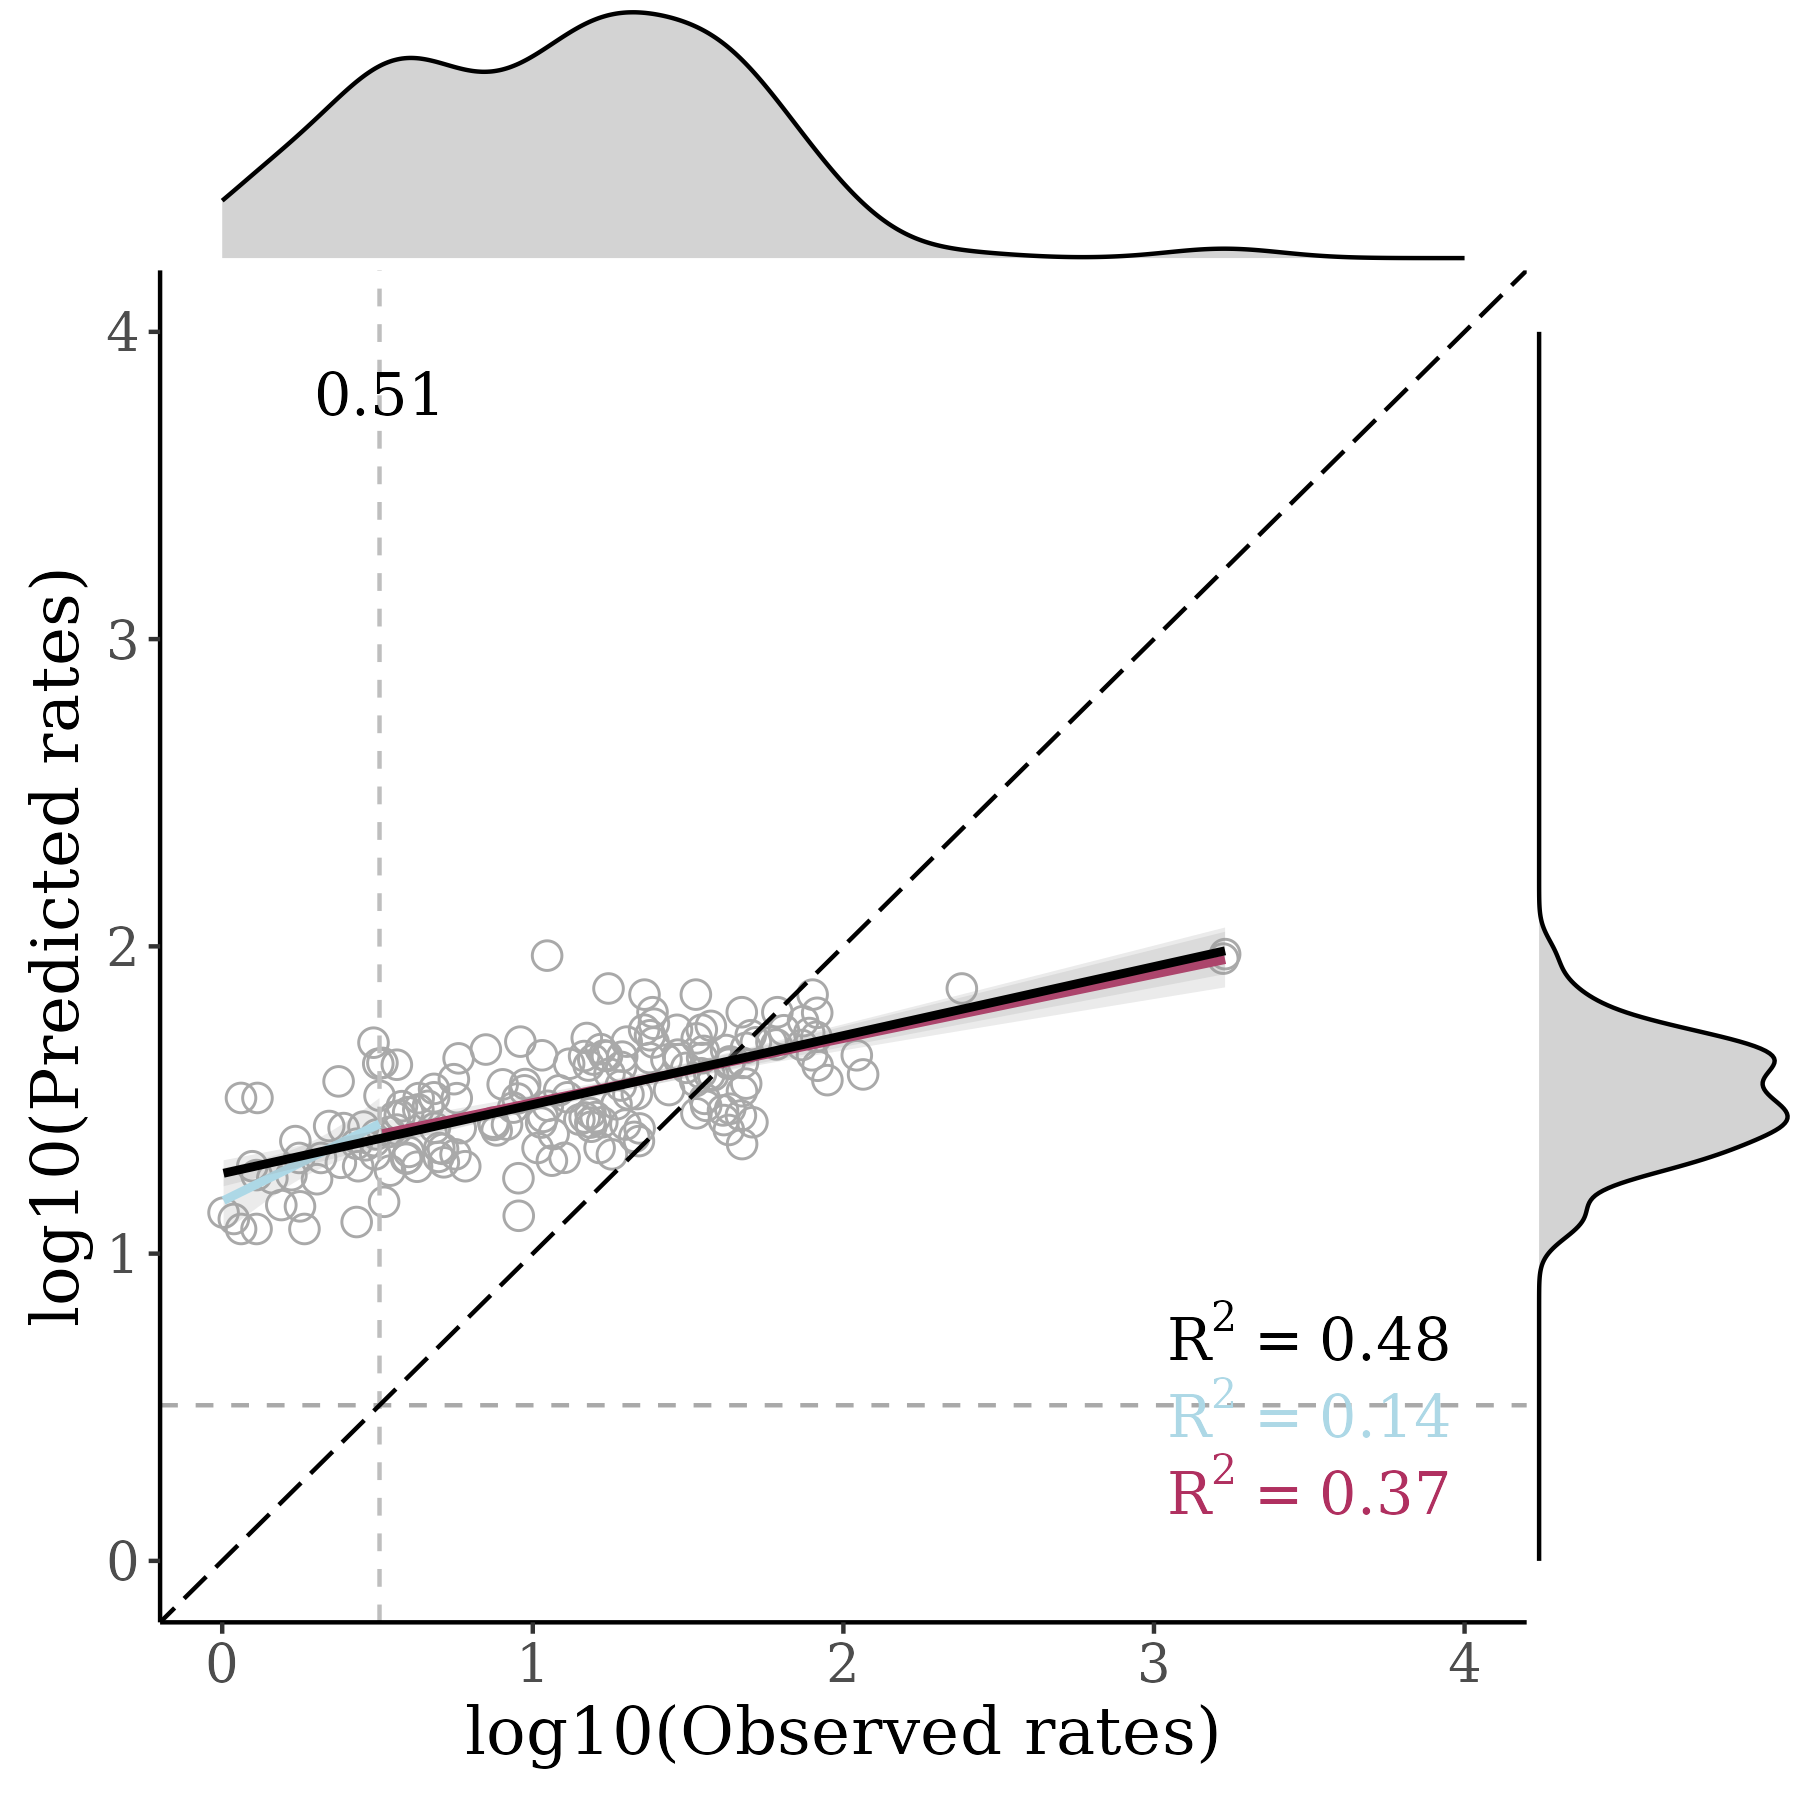 4
3
2
1
0
0.51
R² = 0.48
R² = 0.14
R² = 0.37
0 1 2 3 4
log10(Observed rates)
log10(Predicted rates)